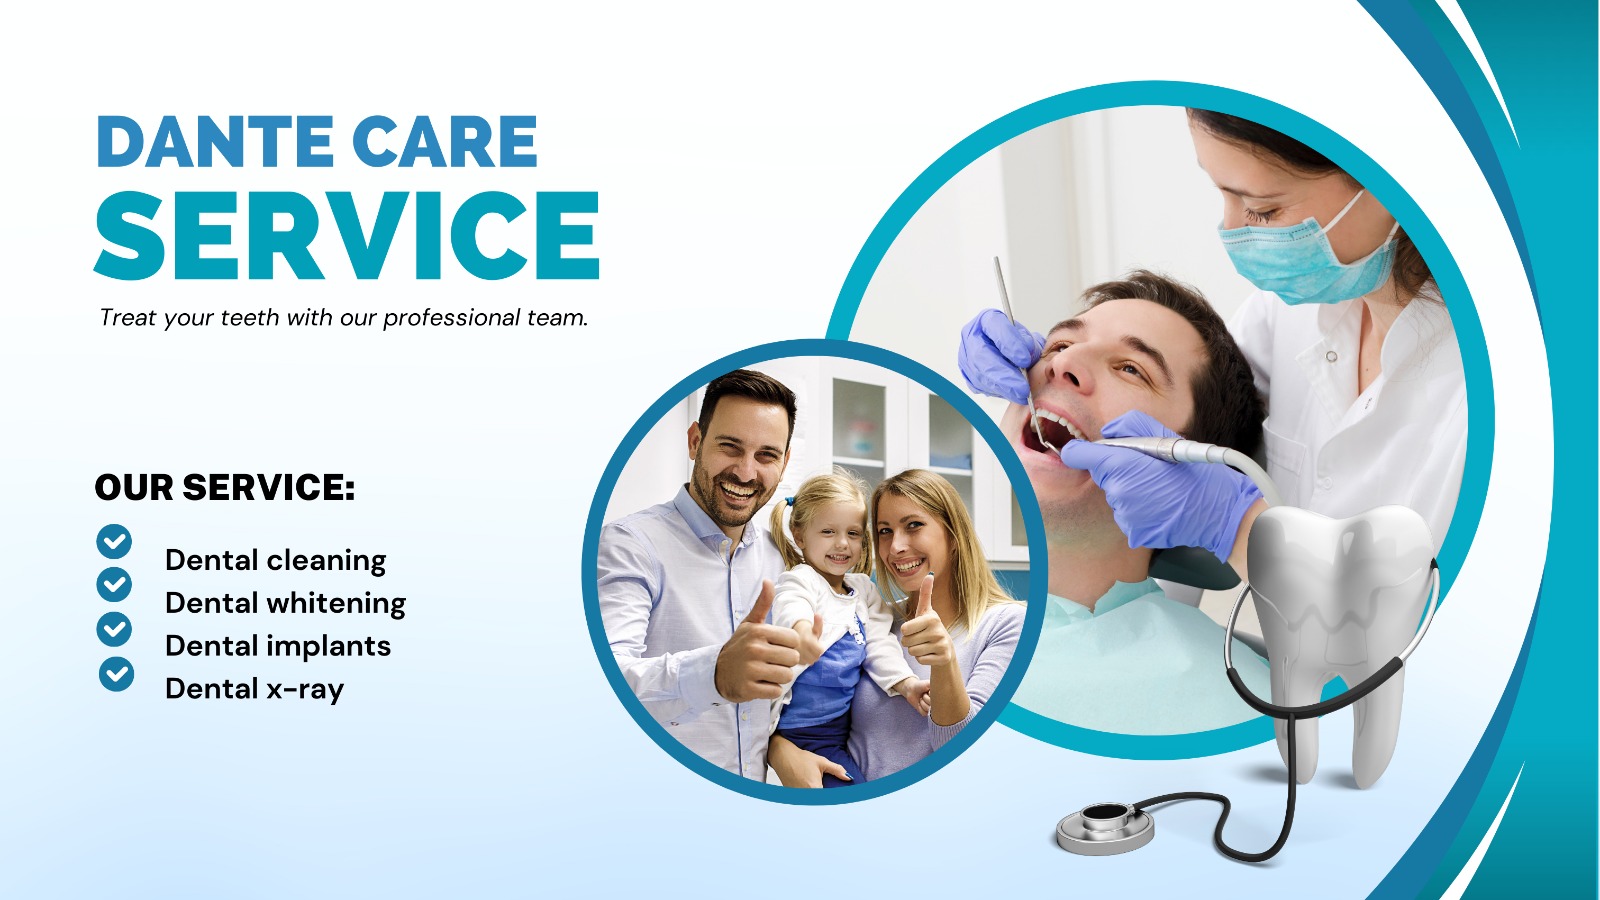 DANTE CARE
SERVICE
Treat your teeth with our professional team.
OUR SERVICE:
Dental cleaning
Dental whitening
Dental implants
Dental x-ray